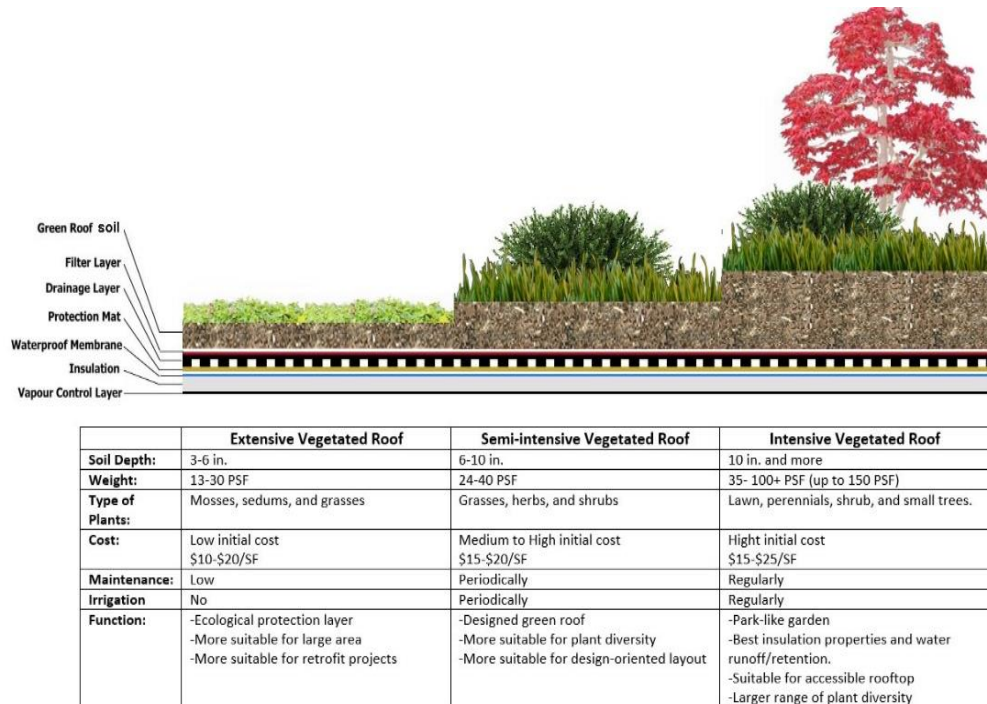 Green Roof soil
Filter Layer
Drainage Layer
Protection Mat
Waterproof Membrane
Insulation
Vapour Control Layer
Extensive Vegetated Roof Semi-intensive Vegetated Roof Intensive Vegetated Roof
Soil Depth: 3-6 in. 6-10 in. 10 in. and more
Weight: 13-30 PSF 24-40 PSF 35- 100+ PSF (up to 150 PSF)
Type of Mosses, sedums, and grasses Grasses, herbs, and shrubs Lawn, perennials, shrub, and small trees.
Plants:
Cost: Low initial cost Medium to High initial cost Hight initial cost
$10-$20/SF $15-$20/SF $15-$25/SF
Maintenance: Low Periodically Regularly
Irrigation No Periodically Regularly
Function: -Ecological protection layer -Designed green roof -Park-like garden
-More suitable for large area -More suitable for plant diversity -Best insulation properties and water
-More suitable for retrofit projects -More suitable for design-oriented layout runoff/retention.
-Suitable for accessible rooftop
-Larger range of plant diversity